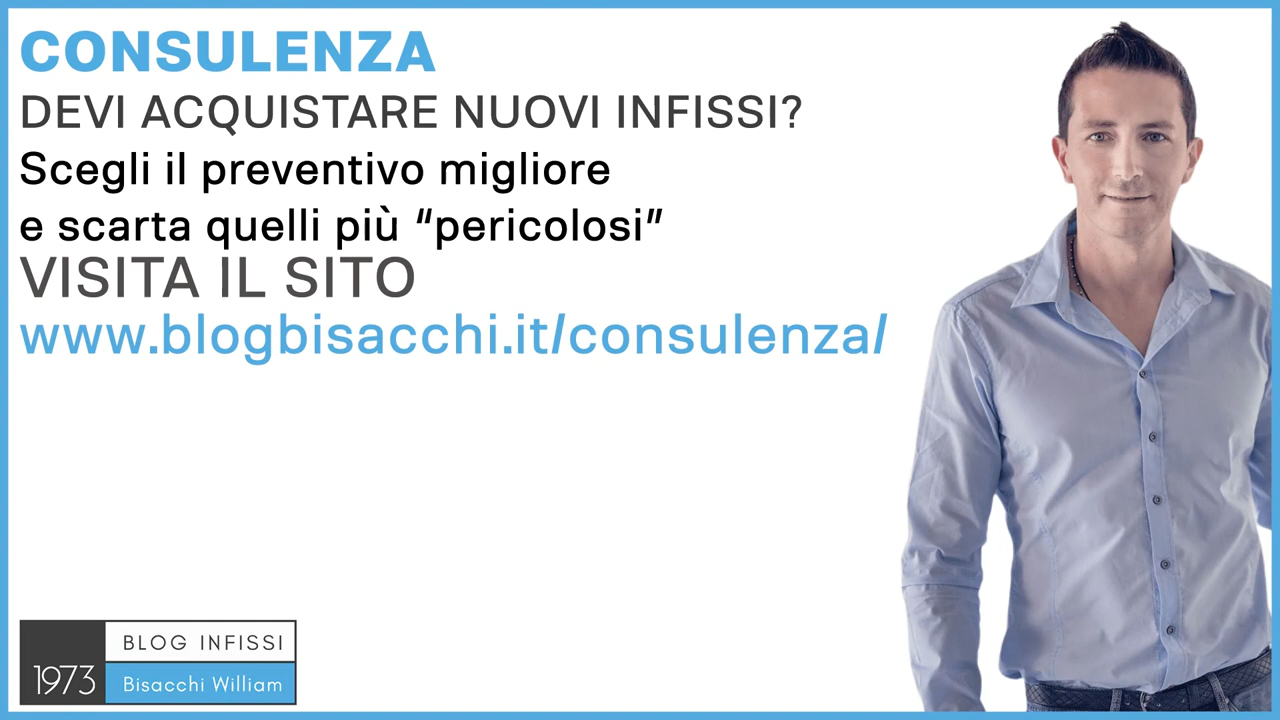 CONSULENZA
DEVI ACQUISTARE NUOVI INFISSI?
Scegli il preventivo migliore
e scarta quelli più “pericolosi”
VISITA IL SITO
www.blogbisacchi.it/consulenza/
1973
BLOG INFISSI
Bisacchi William